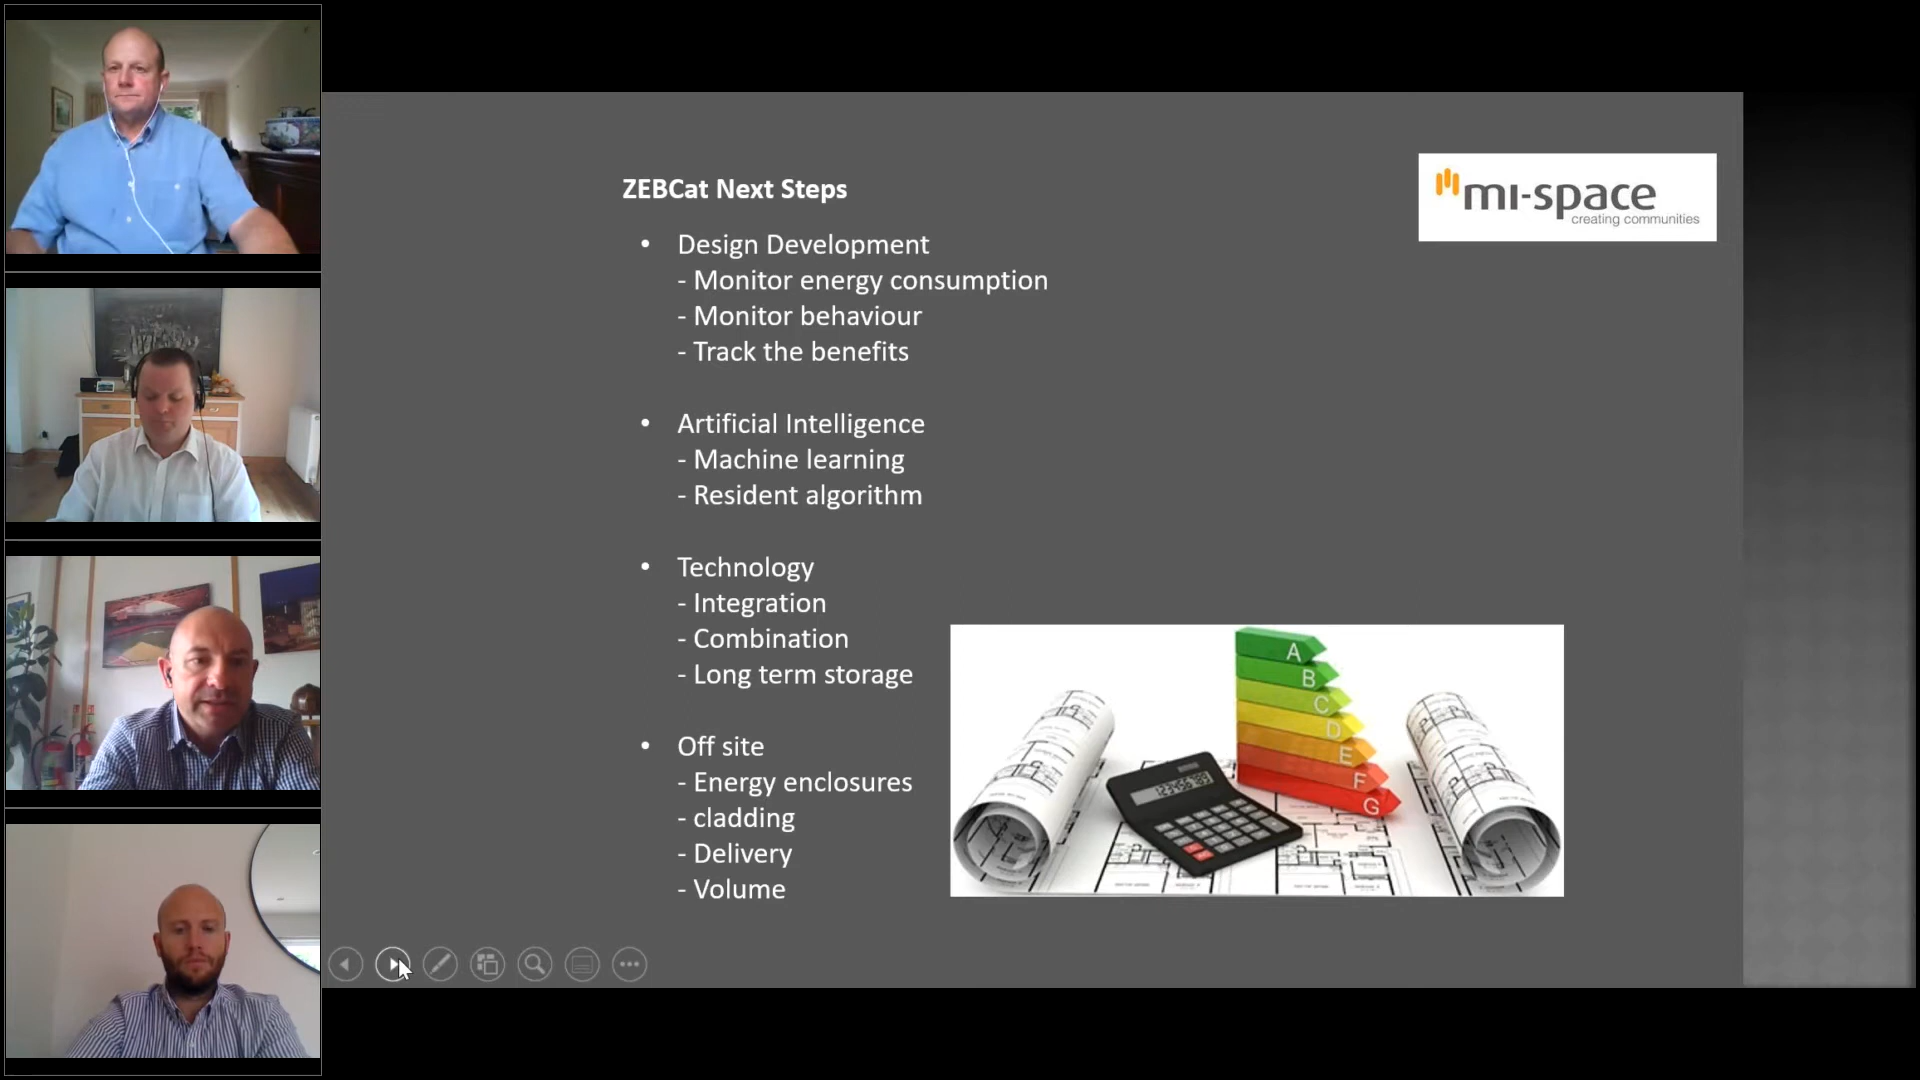 ZEBCat Next Steps
mı-space
creating communities
• Design Development
- Monitor energy consumption
- Monitor behaviour
- Track the benefits
• Artificial Intelligence
- Machine learning
- Resident algorithm
• Technology
- Integration
- Combination
- Long term storage
• Off site
- Energy enclosures
- cladding
- Delivery
- Volume
A
B
C
D
E
F
G